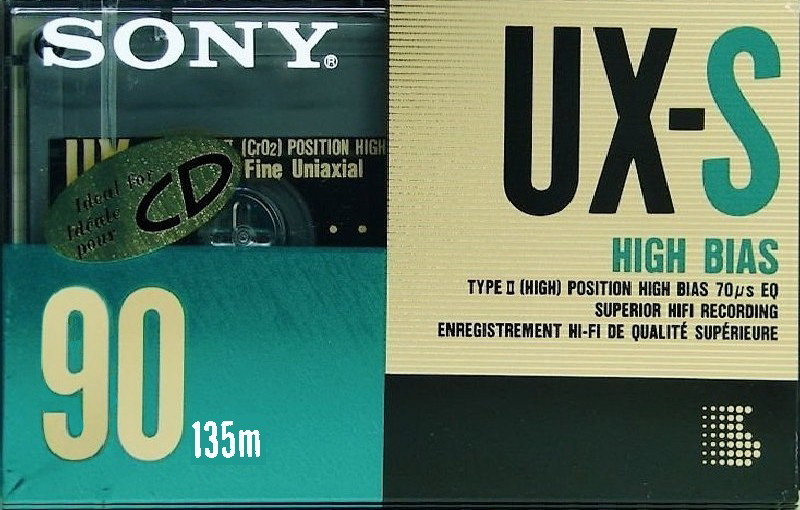 SONY®
UX
(CrO2) POSITION HIGH
Fine Uniaxial
Ideal for
Idéale
pour
CD
90
135m
UX-S
HIGH BIAS
TYPE II (HIGH) POSITION HIGH BIAS 70µs EQ
SUPERIOR HIFI RECORDING
ENREGISTREMENT HI-FI DE QUALITÉ SUPÉRIEURE